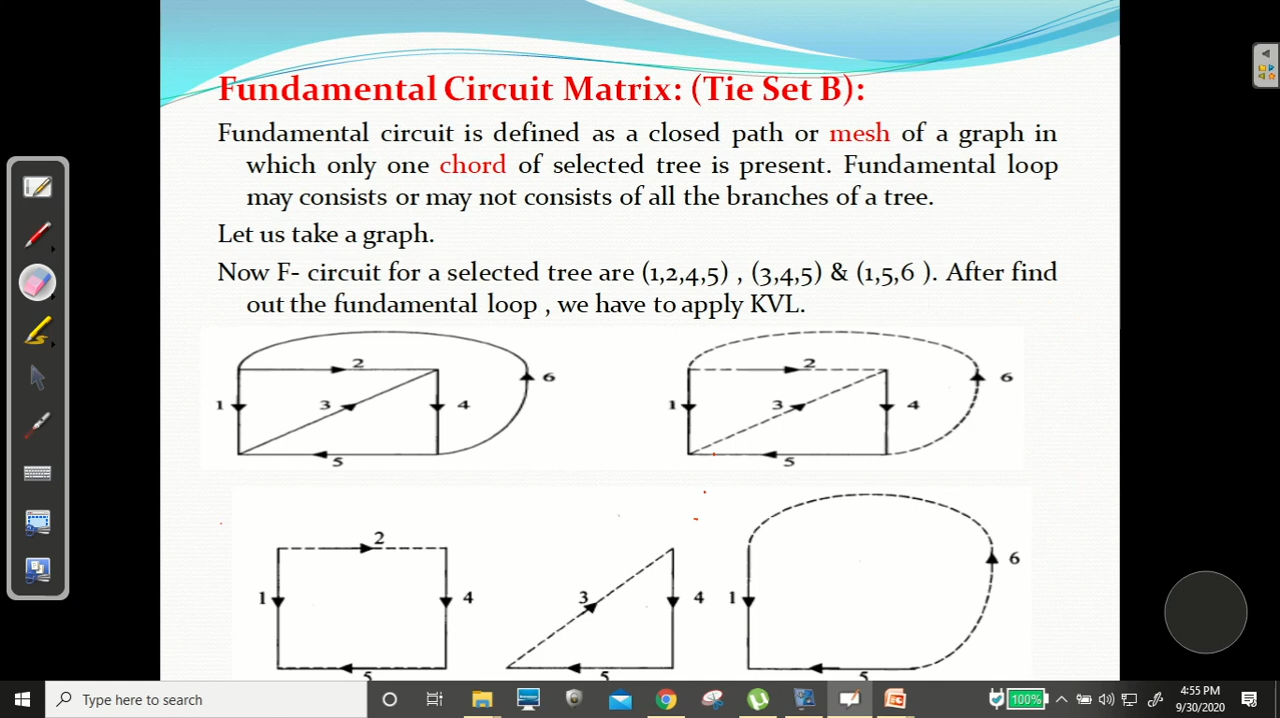 Fundamental Circuit Matrix: (Tie Set B):
Fundamental circuit is defined as a closed path or mesh of a graph in
which only one chord of selected tree is present. Fundamental loop
may consists or may not consists of all the branches of a tree.
Let us take a graph.
Now F- circuit for a selected tree are (1,2,4,5) , (3,4,5) & (1,5,6 ). After find
out the fundamental loop , we have to apply KVL.
2
6
1
3
4
5
2
6
1
3
4
5
2
1
4
5
3
4
5
6
1
5
Type here to search
100%
4:55 PM
9/30/2020